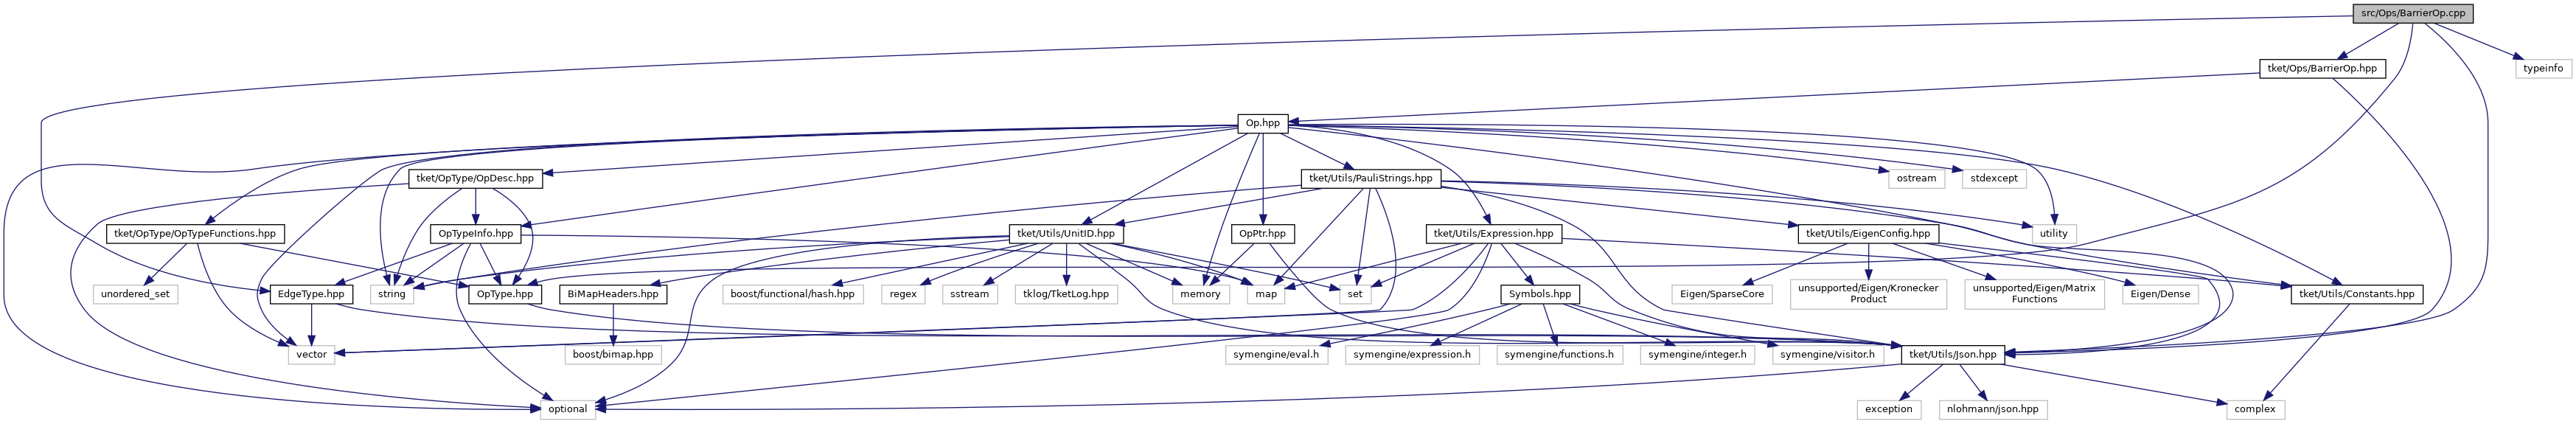 src/Ops/BarrierOp.cpp
tket/Ops/BarrierOp.hpp
typeinfo
Op.hpp
tket/OpType/OpDesc.hpp
tket/Utils/PauliStrings.hpp
ostream
stdexcept
tket/OpType/OpTypeFunctions.hpp
OpTypeInfo.hpp
tket/Utils/UnitID.hpp
OpPtr.hpp
tket/Utils/Expression.hpp
tket/Utils/EigenConfig.hpp
utility
unordered_set
EdgeType.hpp
string
OpType.hpp
BiMapHeaders.hpp
boost/functional/hash.hpp
regex
sstream
tklog/TketLog.hpp
memory
map
set
Symbols.hpp
Eigen/SparseCore
unsupported/Eigen/Kronecker
Product
unsupported/Eigen/Matrix
Functions
Eigen/Dense
tket/Utils/Constants.hpp
vector
boost/bimap.hpp
symengine/eval.h
symengine/expression.h
symengine/functions.h
symengine/integer.h
symengine/visitor.h
tket/Utils/Json.hpp
optional
exception
nlohmann/json.hpp
complex